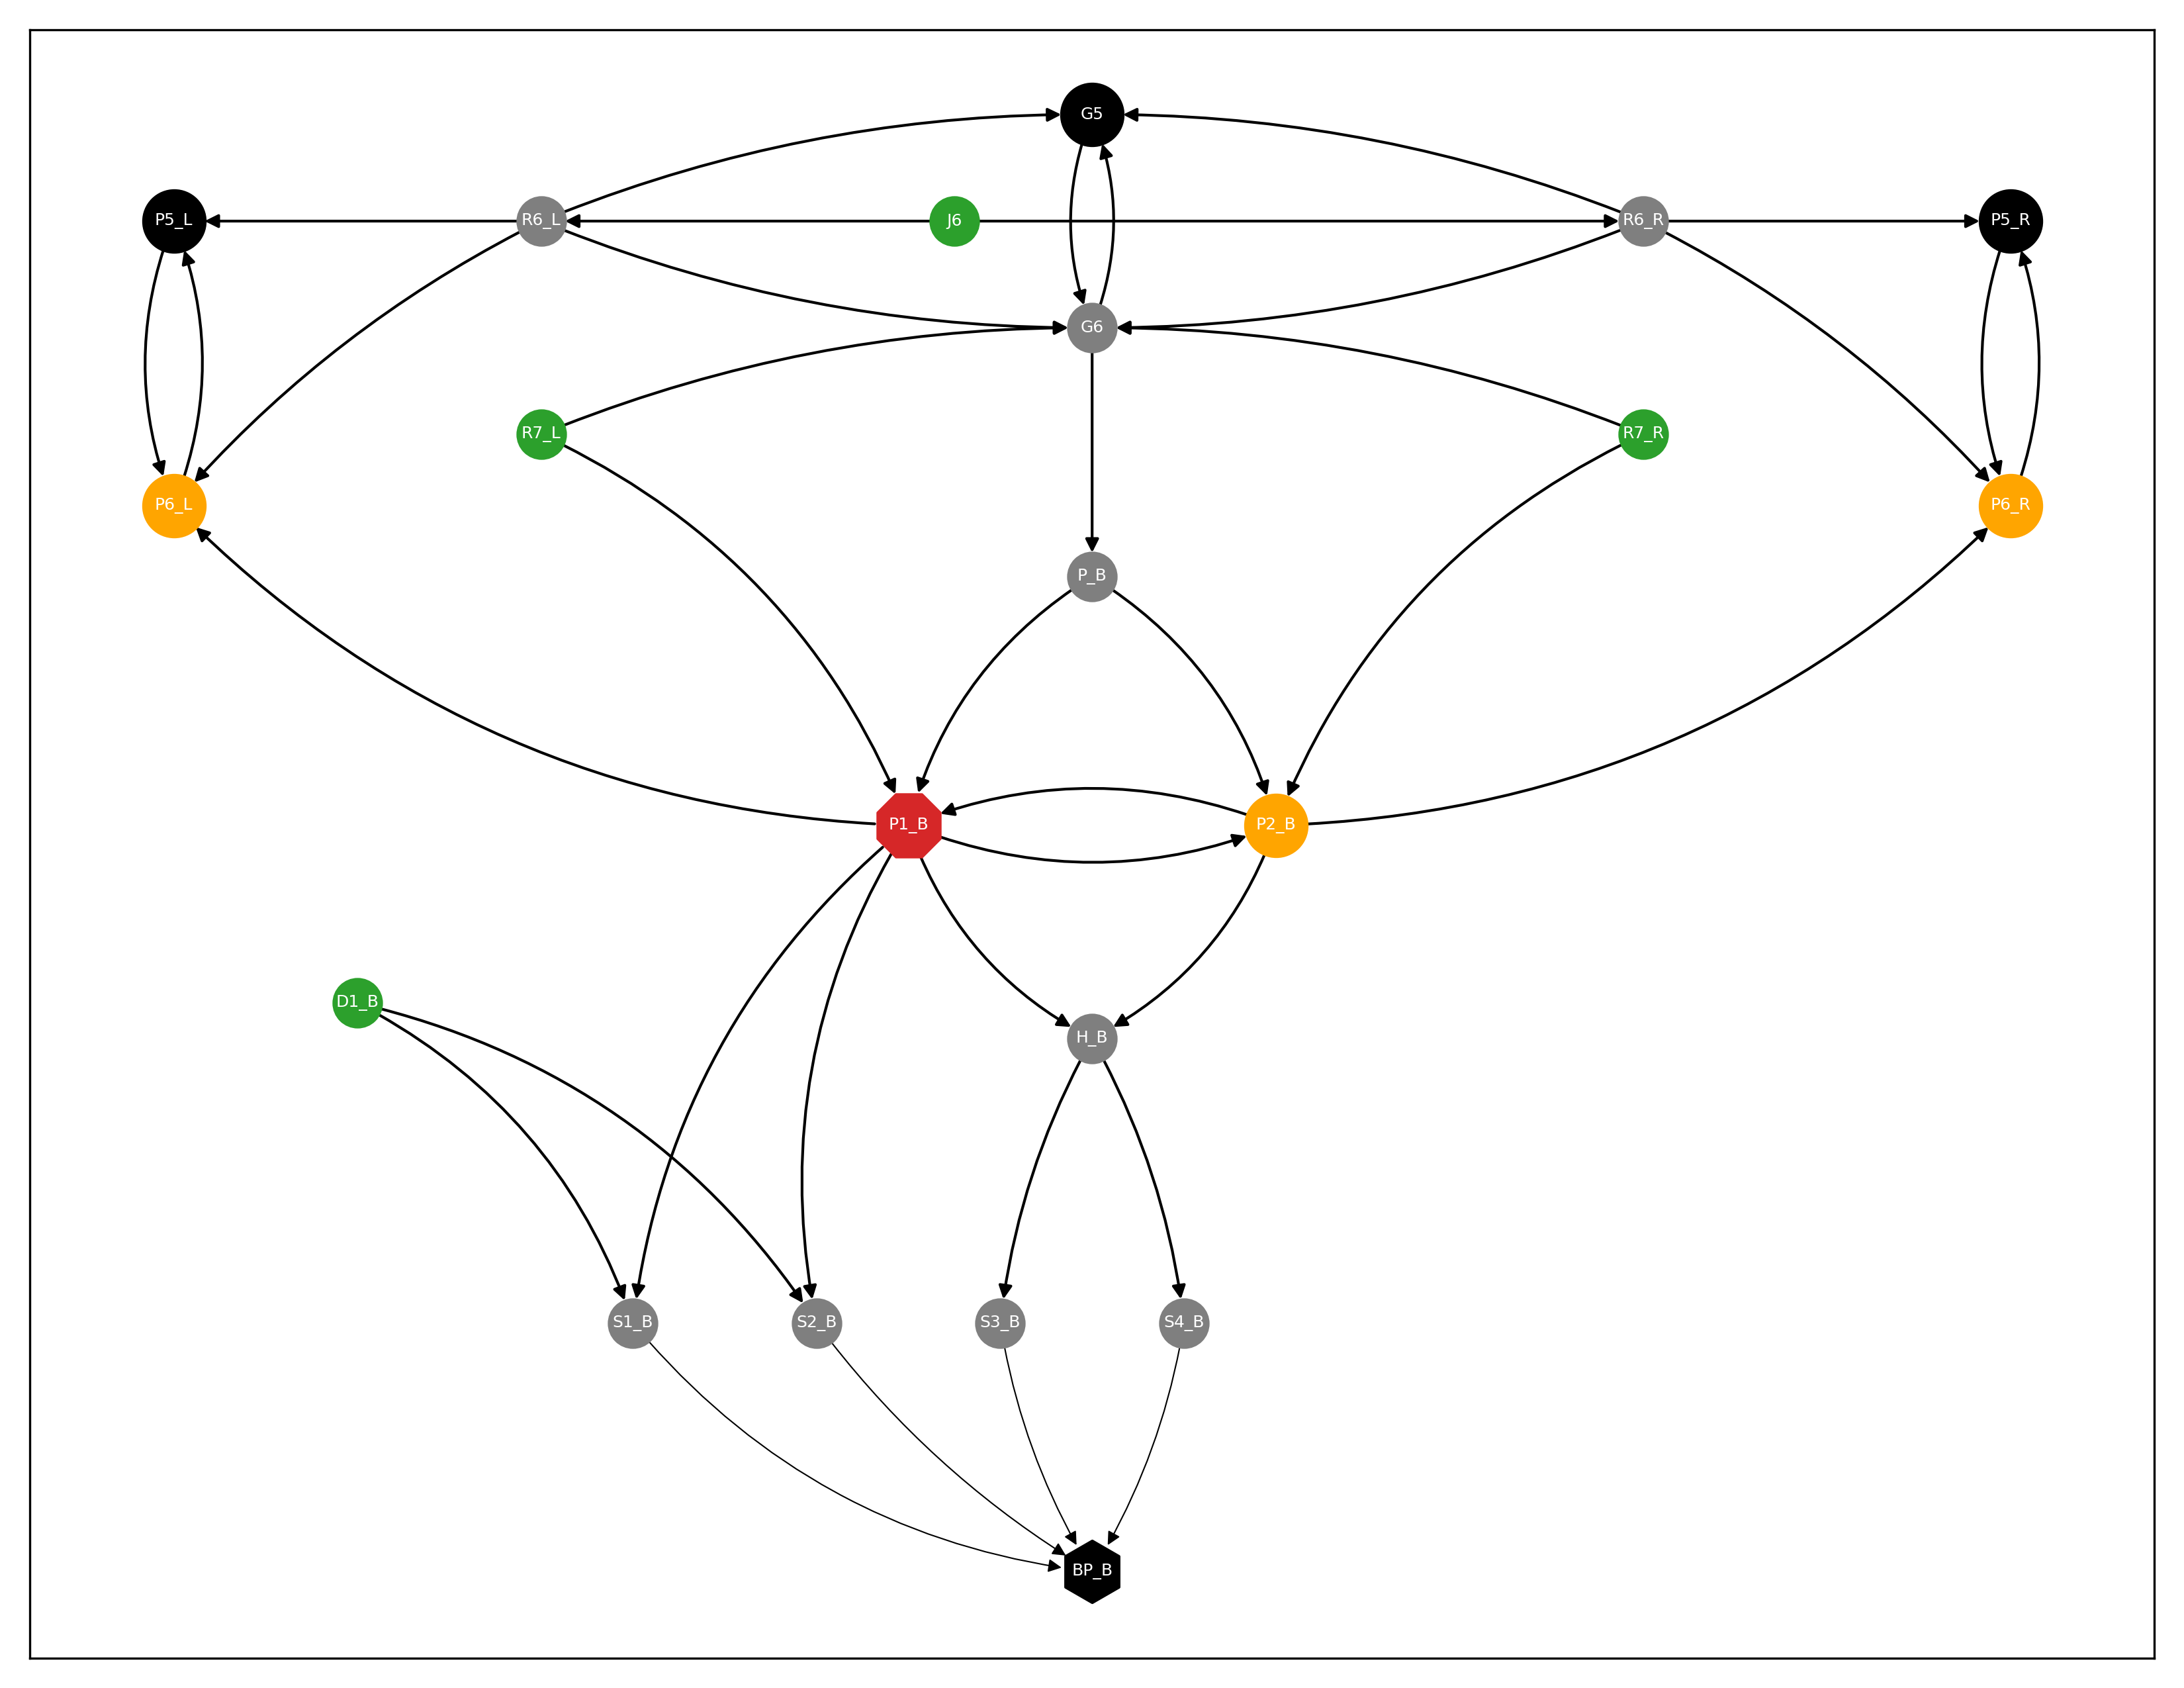 G5
P5_L
R6_L
J6
R6_R
P5_R
G6
R7_L
R7_R
P6_L
P6_R
P_B
P1_B
P2_B
D1_B
H_B
S1_B
S2_B
S3_B
S4_B
BP_B